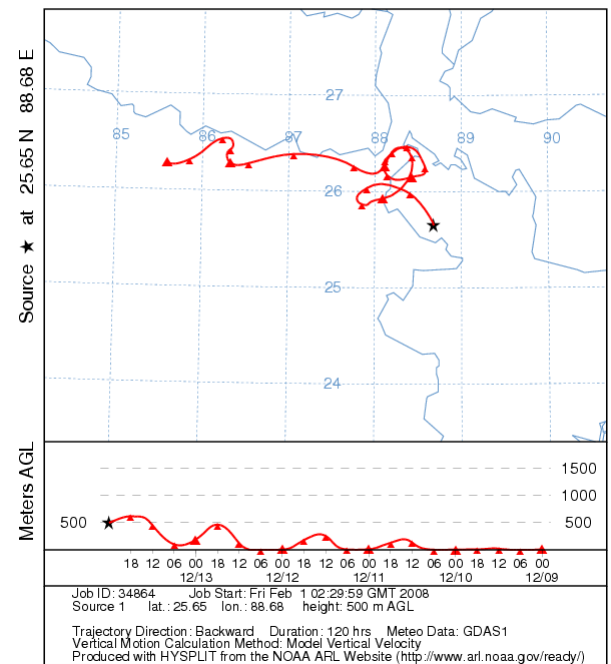 Source ★ at 25.65 N 88.68 E
27
85 86 87 88 89 90
26
25
24
Meters AGL
1500
1000
500 500
18 12 06 00 18 12 06 00 18 12 06 00 18 12 06 00 18 12 06 00
12/13 12/12 12/11 12/10 12/09
Job ID: 34864 Job Start: Fri Feb 1 02:29:59 GMT 2008
Source 1 lat.: 25.65 lon.: 88.68 height: 500 m AGL
Trajectory Direction: Backward Duration: 120 hrs Meteo Data: GDAS1
Vertical Motion Calculation Method: Model Vertical Velocity
Produced with HYSPLIT from the NOAA ARL Website (http://www.arl.noaa.gov/ready/)